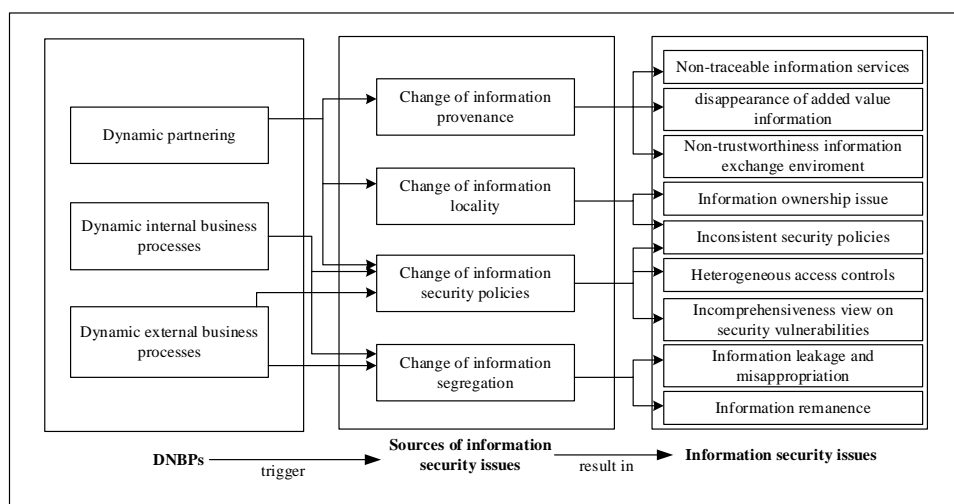 Dynamic partnering
Dynamic internal business
processes
Dynamic external business
processes
Change of information
provenance
Change of information
locality
Change of information
security policies
Change of information
segregation
Non-traceable information services
disappearance of added value
information
Non-trustworthiness information
exchange enviroment
Information ownership issue
Inconsistent security policies
Heterogeneous access controls
Incomprehensiveness view on
security vulnerabilities
Information leakage and
misappropriation
Information remanence
DNBPs
trigger
Sources of information
security issues
result in
Information security issues